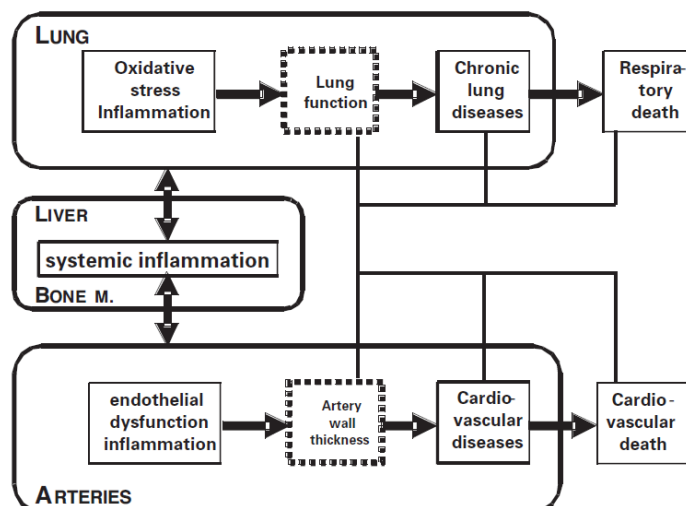 LUNG
Oxidative
stress
Inflammation
Lung
function
Chronic
lung
diseases
Respira-
tory
death
LIVER
systemic inflammation
BONE M.
endothelial
dysfunction
inflammation
Artery
wall
thickness
Cardio-
vascular
diseases
Cardio-
vascular
death
ARTERIES